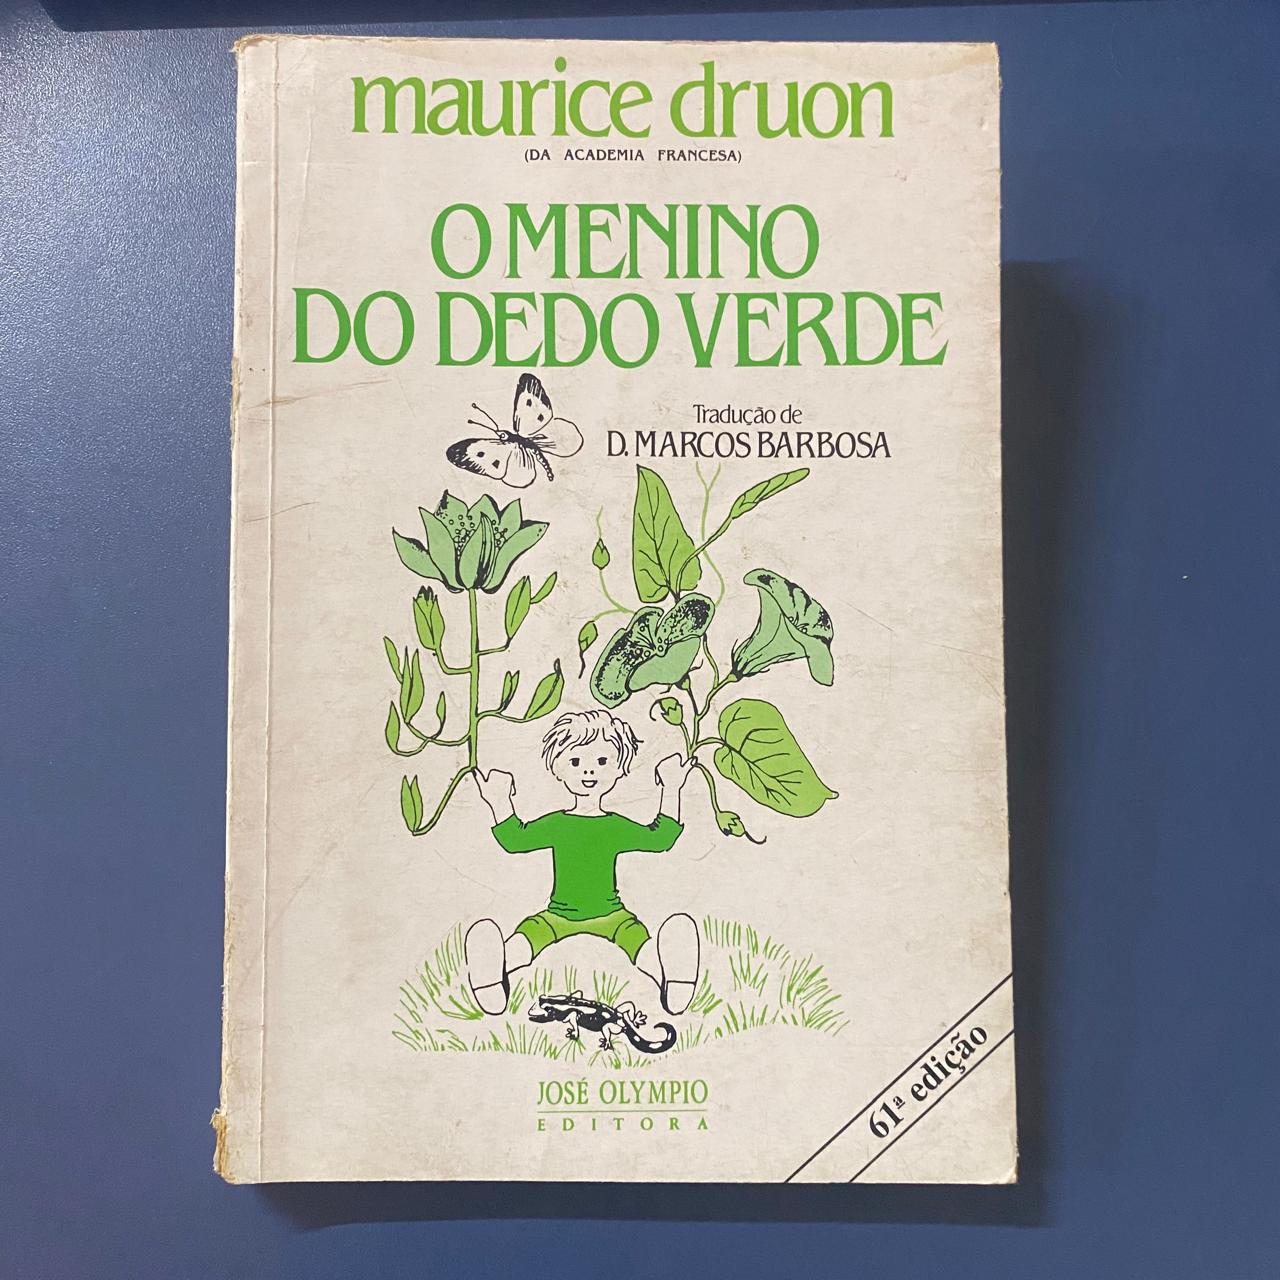 maurice druon
(DA ACADEMIA FRANCESA)
O MENINO
DO DEDO VERDE
Tradução de
D. MARCOS BARBOSA
JOSÉ OLYMPIO
EDITORA
61ª edição